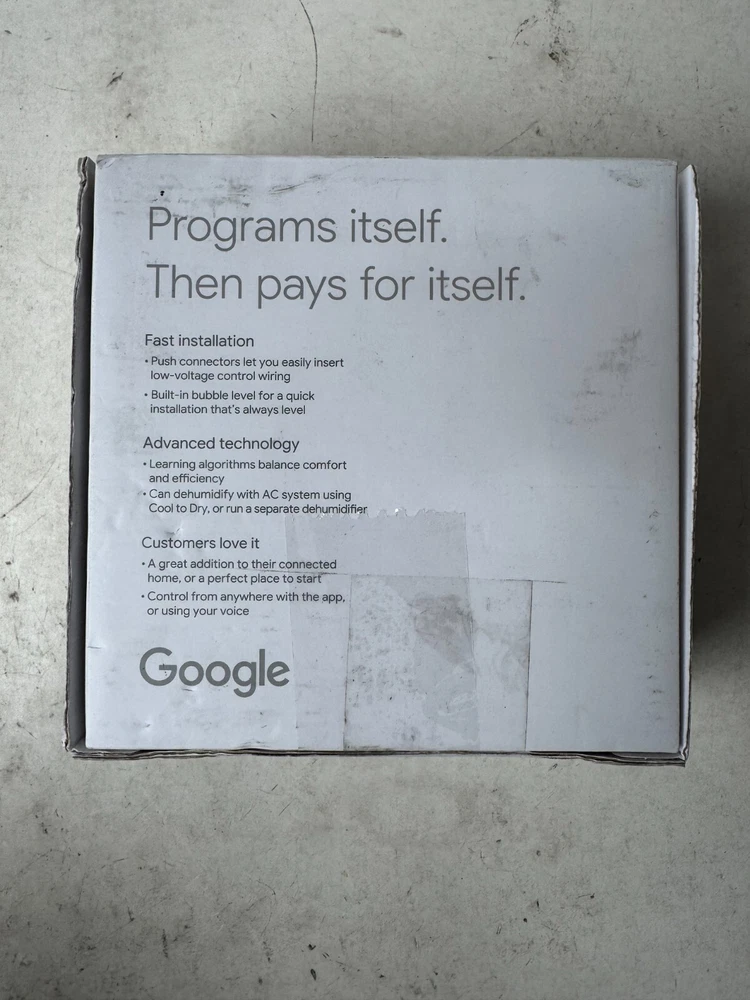 Programs itself.
Then pays for itself.
Fast installation
• Push connectors let you easily insert
low-voltage control wiring
• Built-in bubble level for a quick
installation that's always level
Advanced technology
• Learning algorithms balance comfort
and efficiency
• Can dehumidify with AC system using
Cool to Dry, or run a separate dehumidifier
Customers love it
• A great addition to their connected
home, or a perfect place to start
• Control from anywhere with the app,
or using your voice
Google